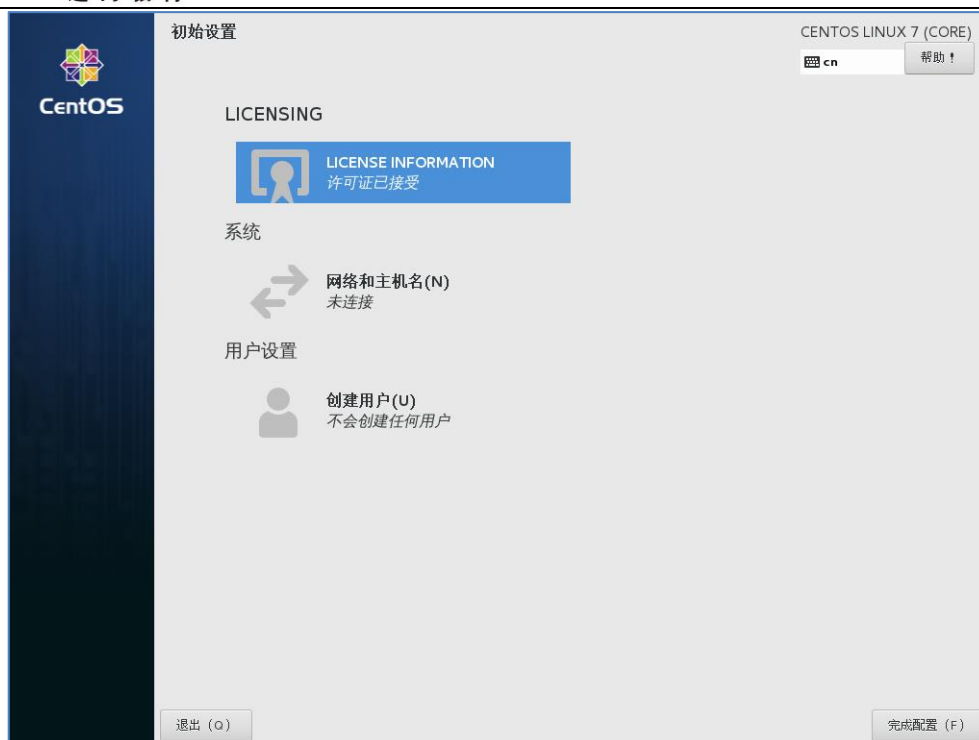 初始设置
CENTOS LINUX 7 (CORE)
cn
帮助！
CentOS
LICENSING
LICENSE INFORMATION
许可证已接受
系统
网络和主机名(N)
未连接
用户设置
创建用户(U)
不会创建任何用户
退出（Q）
完成配置（F）